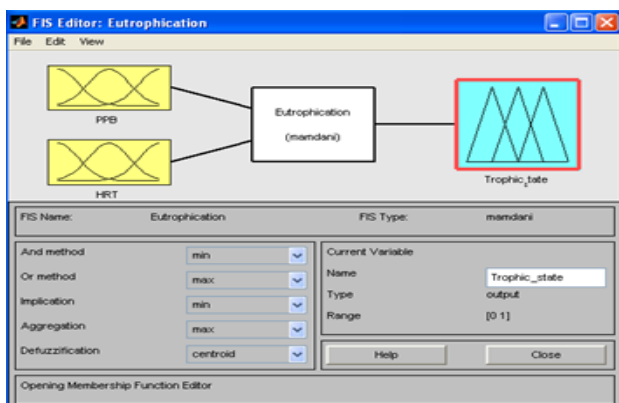 FIS Editor: Eutrophication
File Edit View
PPB
HRT
Eutrophication
(mamdani)
Trophic_state
FIS Name: Eutrophication FIS Type: mamdani
And method min
Or method max
Implication min
Aggregation max
Defuzzification centroid
Current Variable
Name Trophic_state
Type output
Range [0 1]
Help Close
Opening Membership Function Editor